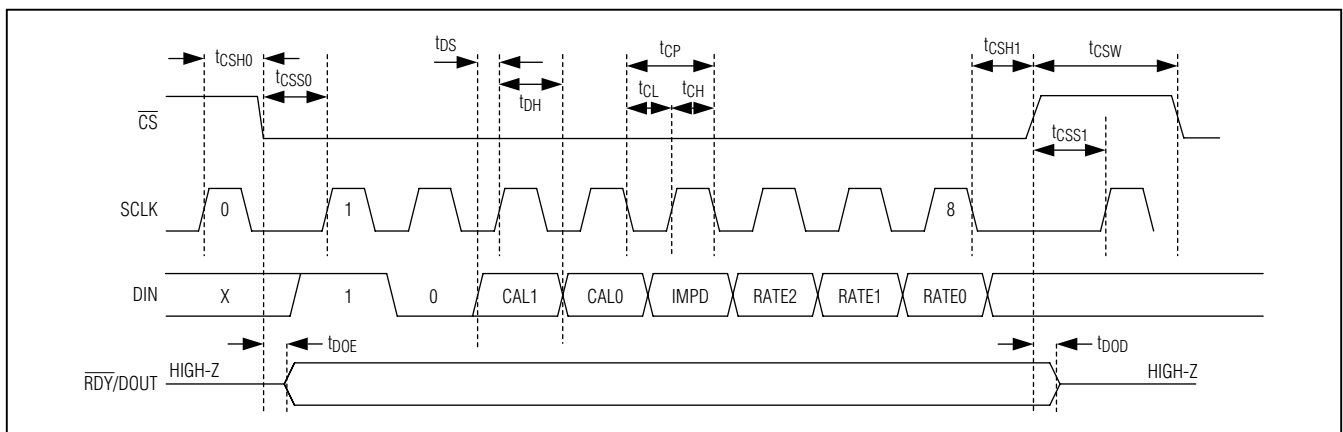 tCSH0 tDS tCP tCSH1 tCSW
tCSS0 tCL tCH
tDH
CS tCSS1
SCLK 0 1 8
DIN X 1 0 CAL1 CAL0 IMPD RATE2 RATE1 RATE0
tDOE tDOD
RDY/DOUT HIGH-Z HIGH-Z